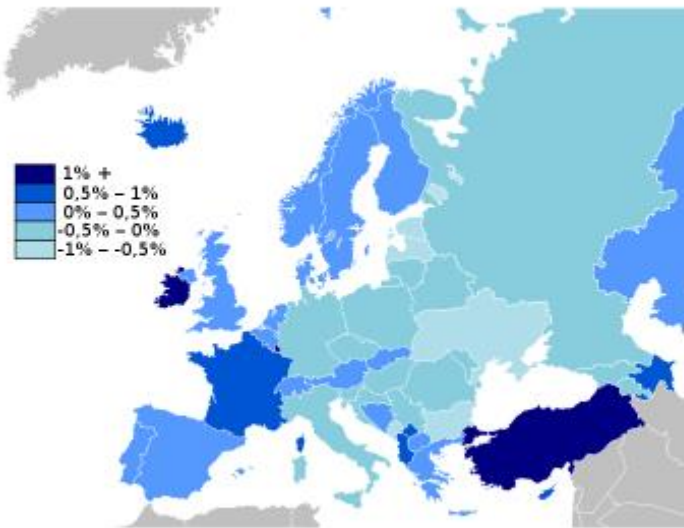 1% +
0,5% – 1%
0% – 0,5%
-0,5% – 0%
-1% – -0,5%